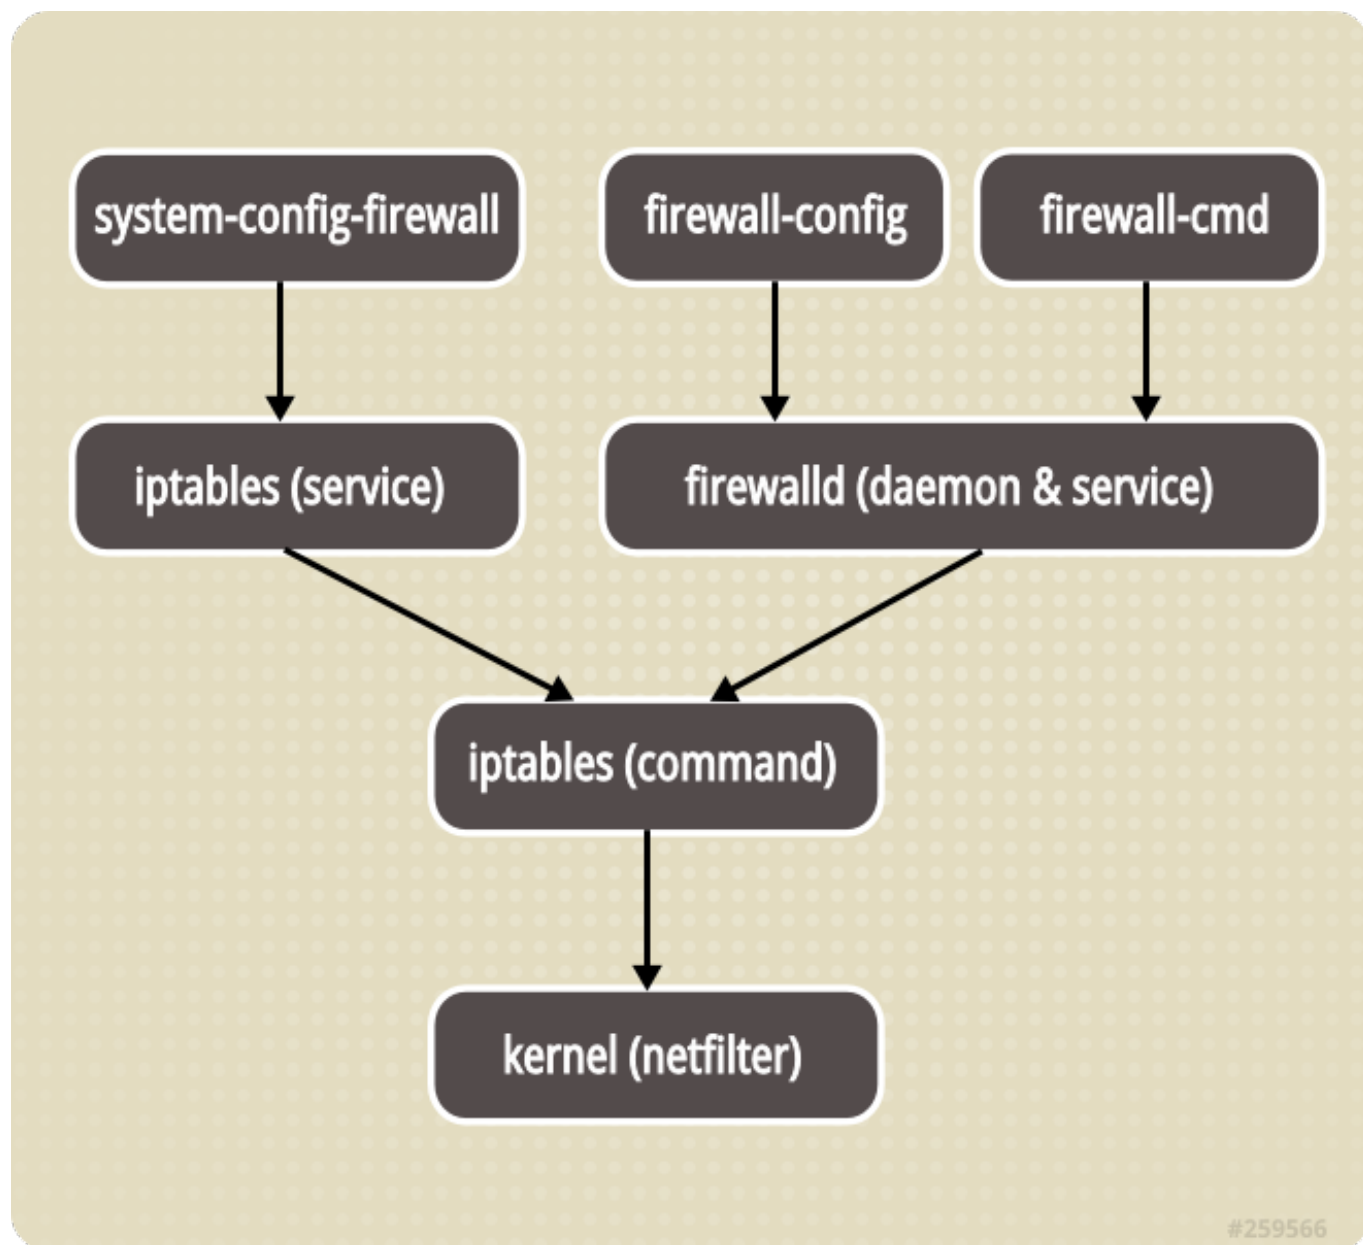 system-config-firewall
firewall-config
firewall-cmd
iptables (service)
firewalld (daemon & service)
iptables (command)
kernel (netfilter)
#259566